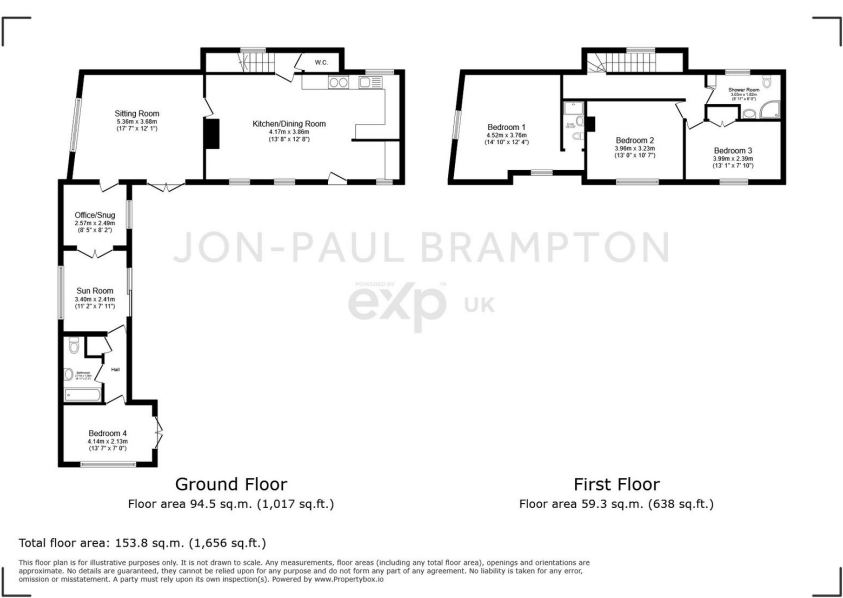 W.C.
Sitting Room
5.36m x 3.68m
(17' 7" x 12' 1")
Kitchen/Dining Room
4.17m x 3.86m
(13' 8" x 12' 8")
Bedroom 1
4.52m x 3.76m
(14' 10" x 12' 4")
Bedroom 2
3.96m x 3.23m
(13' 0" x 10' 7")
Shower Room
Bedroom 3
3.99m x 2.39m
(13' 1" x 7' 10")
Office/Snug
2.57m x 2.49m
(8' 5" x 8' 2")
JON-PAUL BRAMPTON
POWERED BY
exp UK
Sun Room
3.40m x 2.41m
(11' 2" x 7' 11")
Hall
Bedroom 4
4.14m x 2.13m
(13' 7" x 7' 0")
Ground Floor
Floor area 94.5 sq.m. (1,017 sq.ft.)
First Floor
Floor area 59.3 sq.m. (638 sq.ft.)
Total floor area: 153.8 sq.m. (1,656 sq.ft.)
This floor plan is for illustrative purposes only. It is not drawn to scale. Any measurements, floor areas (including any total floor area), openings and orientations are
approximate. No details are guaranteed, they cannot be relied upon for any purpose and do not form any part of any agreement. No liability is taken for any error,
omission or misstatement. A party must rely upon its own inspection(s). Powered by www.Propertybox.io